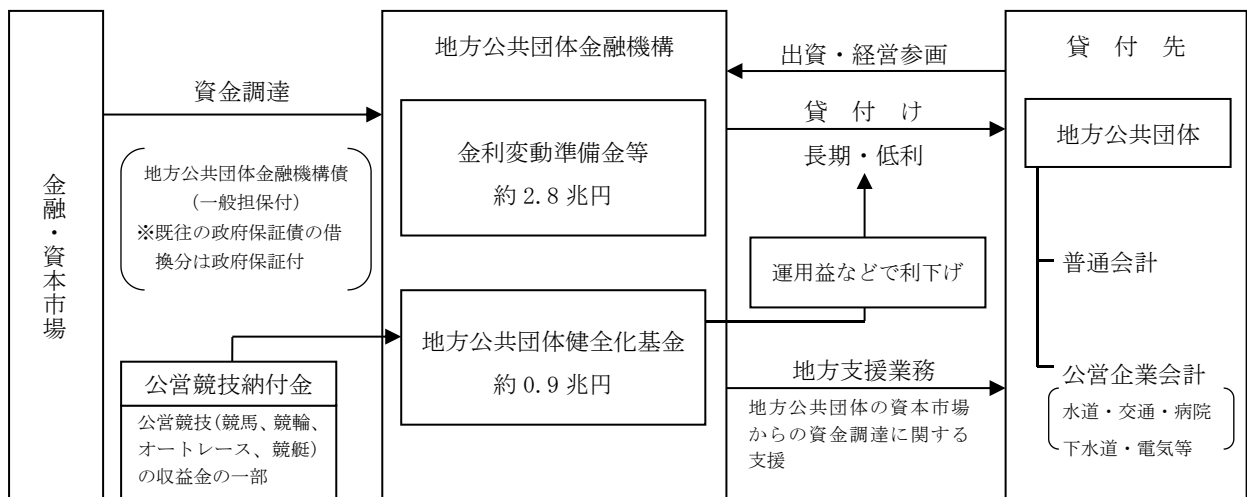 金融・資本市場
資金調達
地方公共団体金融機構債
(一般担保付)
※既往の政府保証債の借
換分は政府保証付
公営競技納付金
公営競技(競馬、競輪、
オートレース、競艇)
の収益金の一部
地方公共団体金融機構
金利変動準備金等
約 2.8 兆円
地方公共団体健全化基金
約 0.9 兆円
出資・経営参画
貸 付 け
長期・低利
運用益などで利下げ
地方支援業務
地方公共団体の資本市場
からの資金調達に関する
支援
貸 付 先
地方公共団体
普通会計
公営企業会計
水道・交通・病院
下水道・電気等